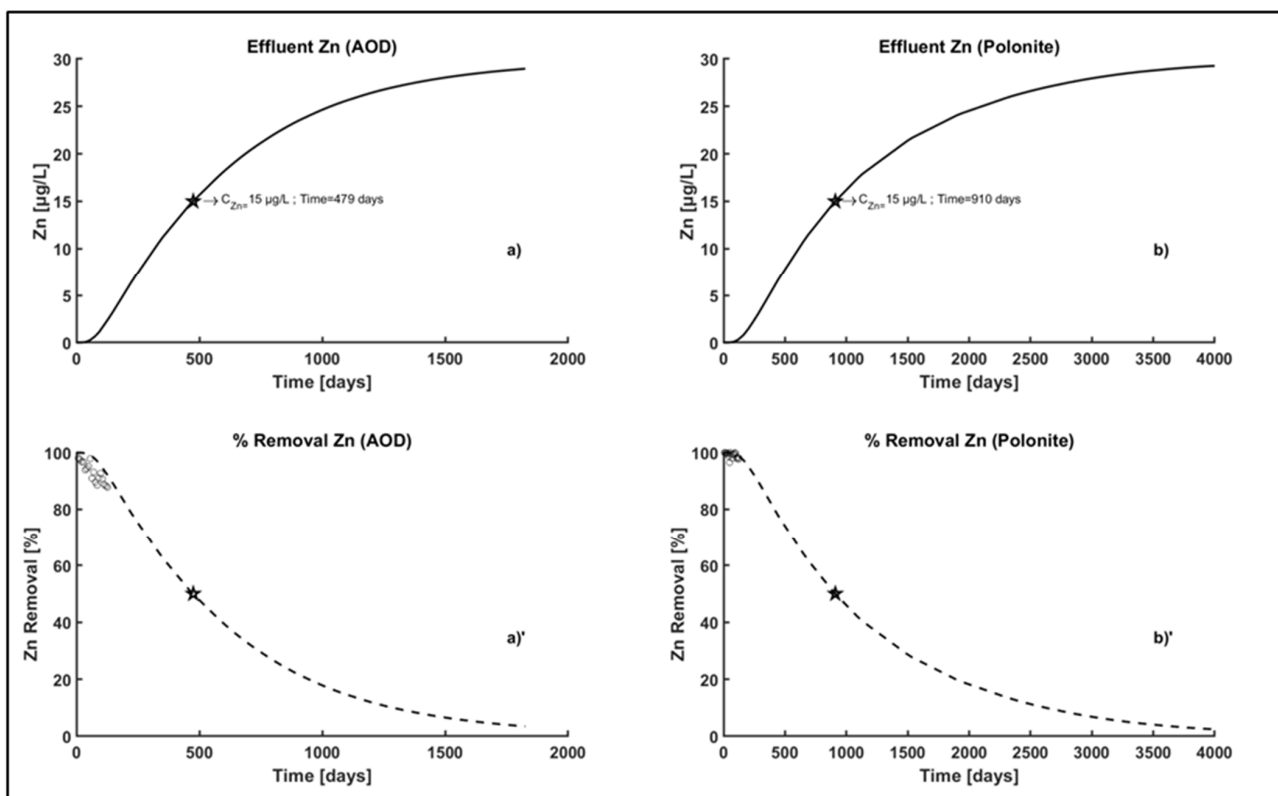 Effluent Zn (AOD)
30
25
20
15
10
5
0
Zn [µg/L]
→ C_Zn= 15 µg/L ; Time=479 days
a)
0 500 1000 1500 2000
Time [days]
Effluent Zn (Polonite)
30
25
20
15
10
5
0
Zn [µg/L]
→ C_Zn= 15 µg/L ; Time=910 days
b)
0 500 1000 1500 2000 2500 3000 3500 4000
Time [days]
% Removal Zn (AOD)
100
80
60
40
20
0
Zn Removal [%]
a)'
0 500 1000 1500 2000
Time [days]
% Removal Zn (Polonite)
100
80
60
40
20
0
Zn Removal [%]
b)'
0 500 1000 1500 2000 2500 3000 3500 4000
Time [days]